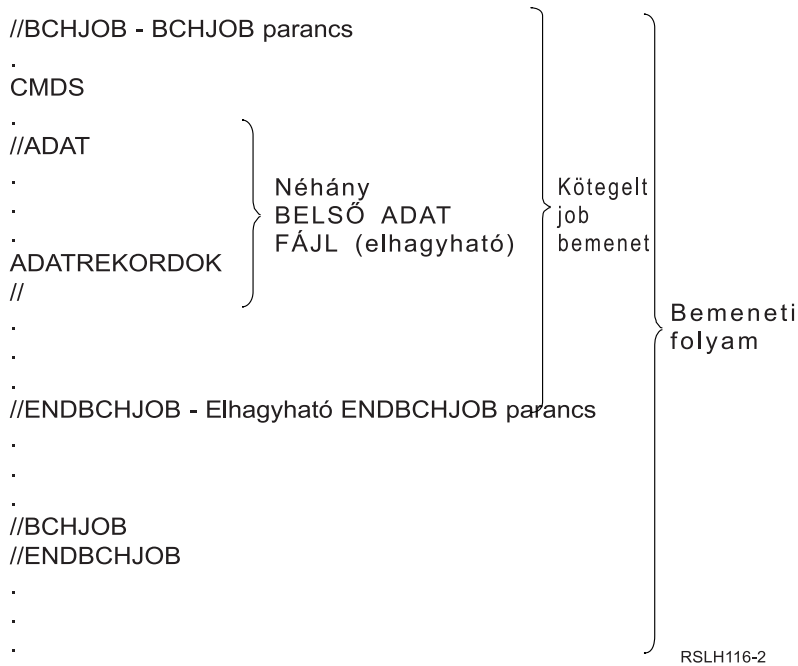 //BCHJOB - BCHJOB parancs
.
CMDS
.
//ADAT
.
.
.
ADATREKORDOK
//
.
.
.
//ENDBCHJOB - Elhagyható ENDBCHJOB parancs
.
.
.
//BCHJOB
//ENDBCHJOB
.
.
.
Néhány
BELSŐ ADAT
FÁJL (elhagyható)
Kötegelt
job
bemenet
Bemeneti
folyam
RSLH116-2